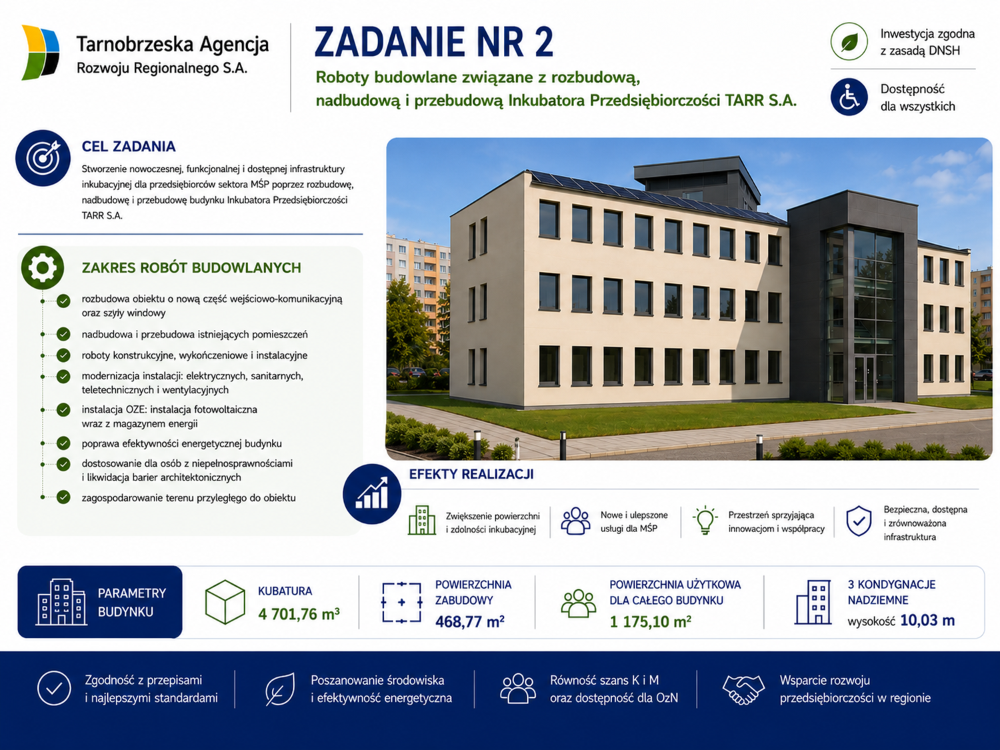 Tarnobrzeska Agencja
Rozwoju Regionalnego S.A.
ZADANIE NR 2
Roboty budowlane związane z rozbudową,
nadbudową i przebudową Inkubatora Przedsiębiorczości TARR S.A.
Inwestycja zgodna
z zasadą DNSH
Dostępność
dla wszystkich
CEL ZADANIA
Stworzenie nowoczesnej, funkcjonalnej i dostępnej infrastruktury
inkubacyjnej dla przedsiębiorców sektora MŚP poprzez rozbudowę,
nadbudowę i przebudowę budynku Inkubatora Przedsiębiorczości
TARR S.A.
ZAKRES ROBÓT BUDOWLANYCH
rozbudowa obiektu o nową część wejściowo-komunikacyjną
oraz szyły windowy
nadbudowa i przebudowa istniejących pomieszczeń
roboty konstrukcyjne, wykończeniowe i instalacyjne
modernizacja instalacji: elektrycznych, sanitarnych,
teletechnicznych i wentylacyjnych
instalacja OZE: instalacja fotowoltaiczna
wraz z magazynem energii
poprawa efektywności energetycznej budynku
dostosowanie dla osób z niepełnosprawnościami
i likwidacja barier architektonicznych
zagospodarowanie terenu przyległego do obiektu
EFEKTY REALIZACJI
Zwiększenie powierzchni
i zdolności inkubacyjnej
Nowe i ulepszone
usługi dla MŚP
Przestrzeń sprzyjająca
innowacjom i współpracy
Bezpieczna, dostępna
i zrównoważona
infrastruktura
PARAMETRY
BUDYNKU
KUBATURA
4 701,76 m³
POWIERZCHNIA
ZABUDOWY
468,77 m²
POWIERZCHNIA UŻYTKOWA
DLA CAŁEGO BUDYNKU
1 175,10 m²
3 KONDYGNACJE
NADZIEMNE
wysokość 10,03 m
Zgodność z przepisami
i najlepszymi standardami
Poszanowanie środowiska
i efektywność energetyczna
Równość szans K i M
oraz dostępność dla OzN
Wsparcie rozwoju
przedsiębiorczości w regionie